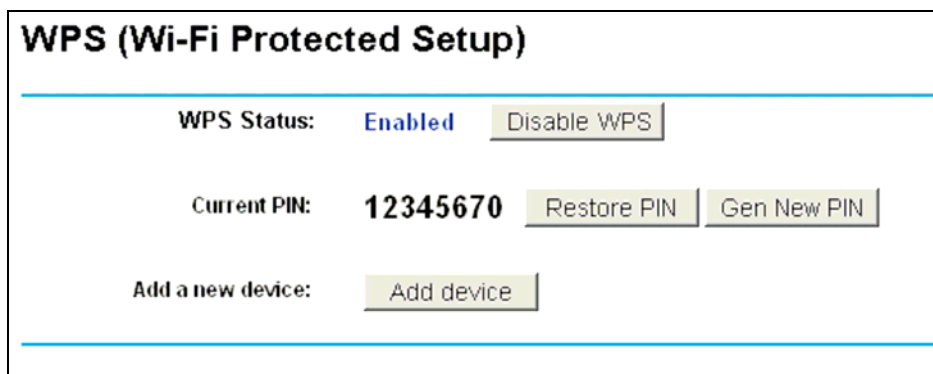 WPS (Wi-Fi Protected Setup)
WPS Status: Enabled Disable WPS
Current PIN: 12345670 Restore PIN Gen New PIN
Add a new device: Add device